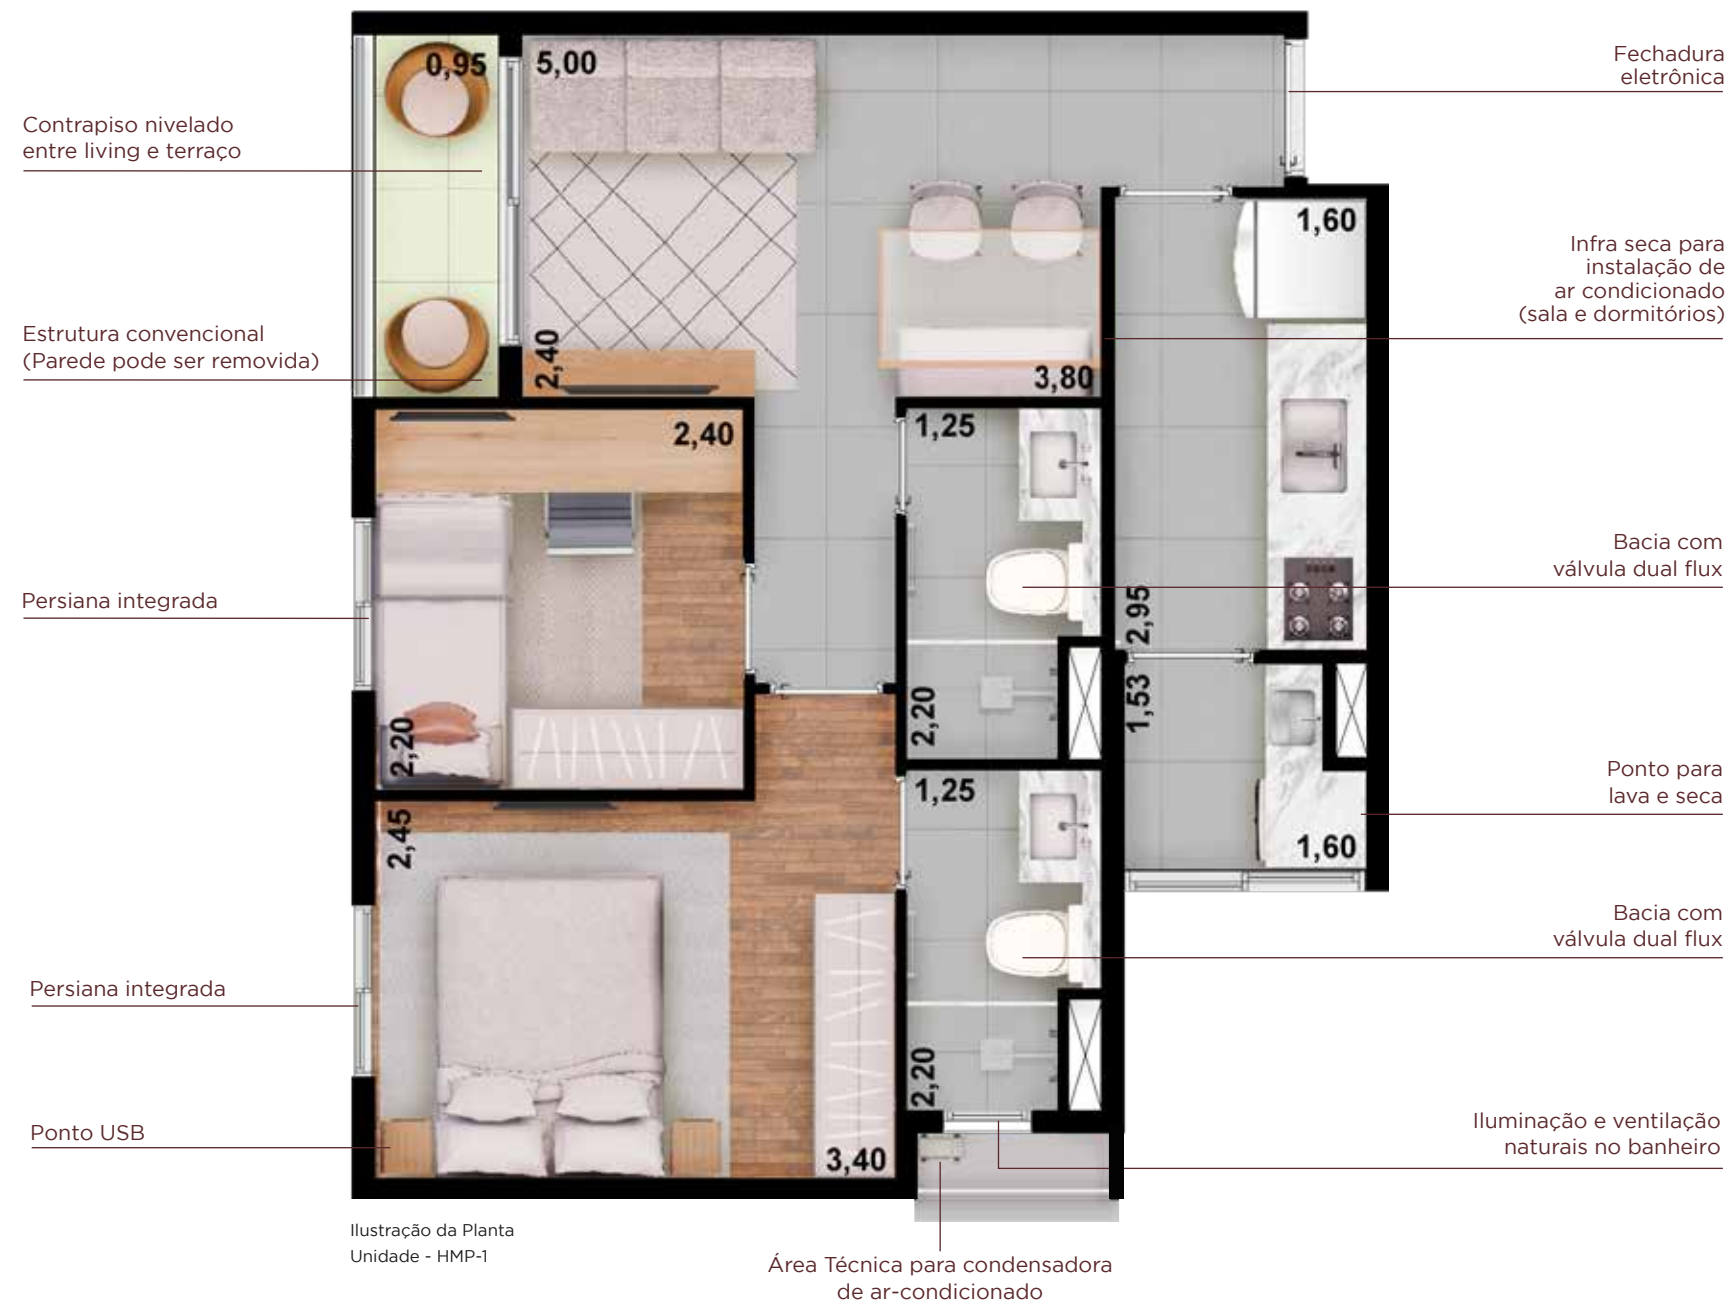 Contrapiso nivelado
entre living e terraço
Estrutura convencional
(Parede pode ser removida)
Persiana integrada
Persiana integrada
Ponto USB
0,95
5,00
2,40
3,80
1,60
2,40
2,20
1,25
2,20
2,95
1,53
1,60
2,45
3,40
1,25
2,20
Fechadura
eletrônica
Infra seca para
instalação de
ar condicionado
(sala e dormitórios)
Bacia com
válvula dual flux
Ponto para
lava e seca
Bacia com
válvula dual flux
Iluminação e ventilação
naturais no banheiro
Ilustração da Planta
Unidade - HMP-1
Área Técnica para condensadora
de ar-condicionado